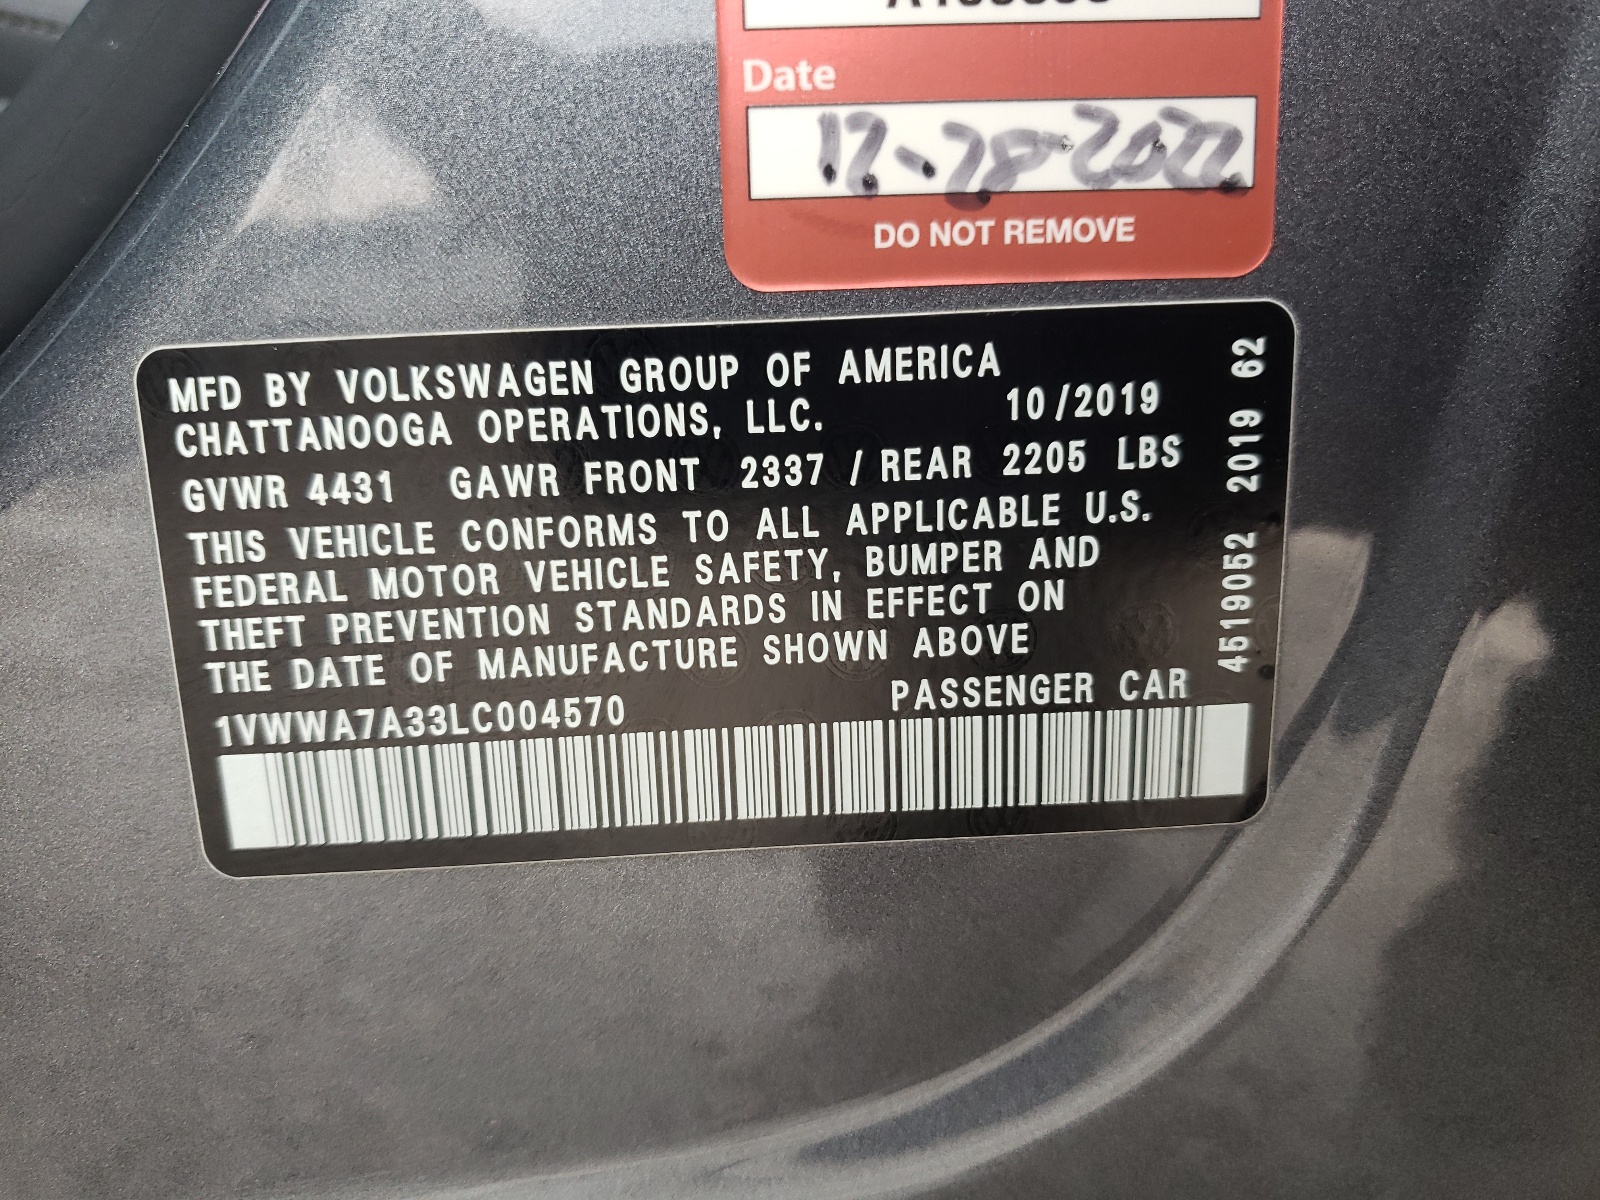 Date
12-28-2022
DO NOT REMOVE
MFD BY VOLKSWAGEN GROUP OF AMERICA
CHATTANOOGA OPERATIONS, LLC. 10/2019
GVWR 4431 GAWR FRONT 2337 / REAR 2205 LBS
THIS VEHICLE CONFORMS TO ALL APPLICABLE U.S.
FEDERAL MOTOR VEHICLE SAFETY, BUMPER AND
THEFT PREVENTION STANDARDS IN EFFECT ON
THE DATE OF MANUFACTURE SHOWN ABOVE
1VWWA7A33LC004570 PASSENGER CAR
4519052 2019 62